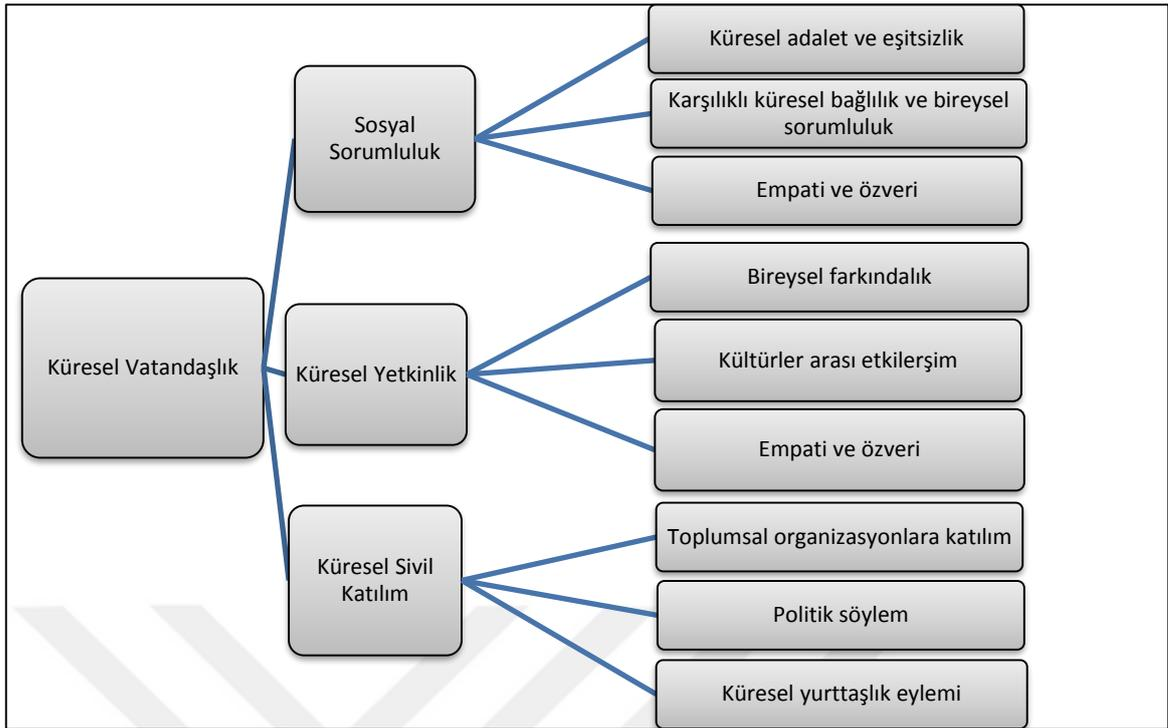 Küresel adalet ve eşitsizlik
Sosyal
Sorumluluk
Karşılıklı küresel bağlılık ve bireysel
sorumluluk
Empati ve özveri
Küresel Vatandaşlık
Küresel Yetkinlik
Bireysel farkındalık
Kültürler arası etkilerşim
Empati ve özveri
Küresel Sivil
Katılım
Toplumsal organizasyonlara katılım
Politik söylem
Küresel yurttaşlık eylemi